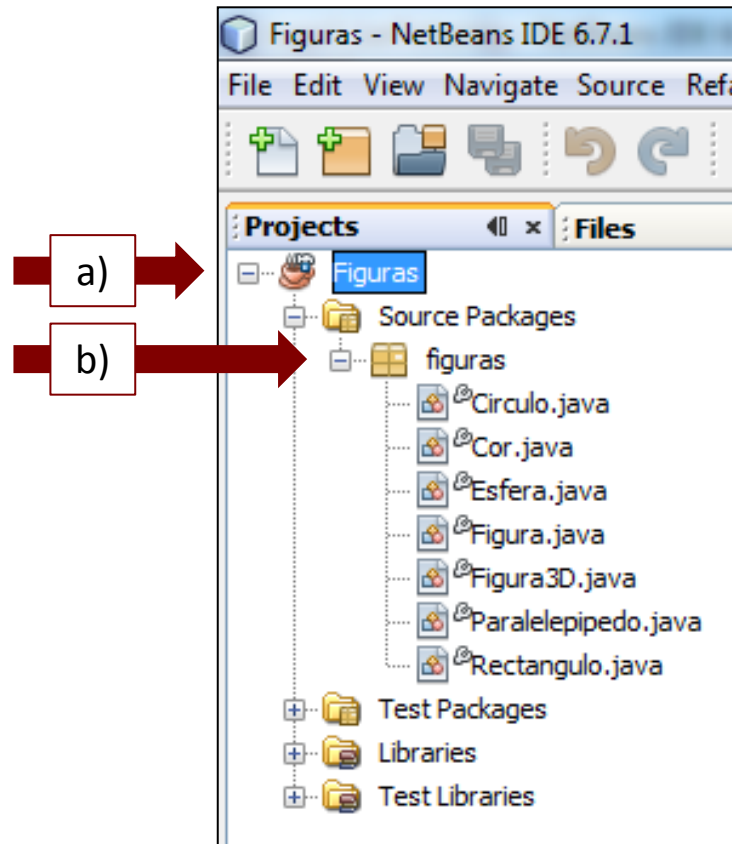 Figuras - NetBeans IDE 6.7.1
File Edit View Navigate Source Refa
Projects
Files
a)
Figuras
Source Packages
b)
figuras
Circulo.java
Cor.java
Esfera.java
Figura.java
Figura3D.java
Paralelepipedo.java
Rectangulo.java
Test Packages
Libraries
Test Libraries